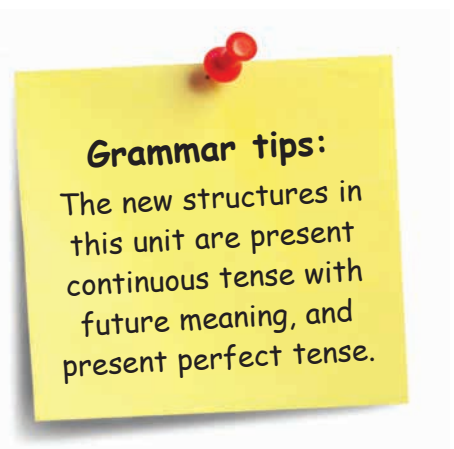 Grammar tips:
The new structures in
this unit are present
continuous tense with
future meaning, and
present perfect tense.